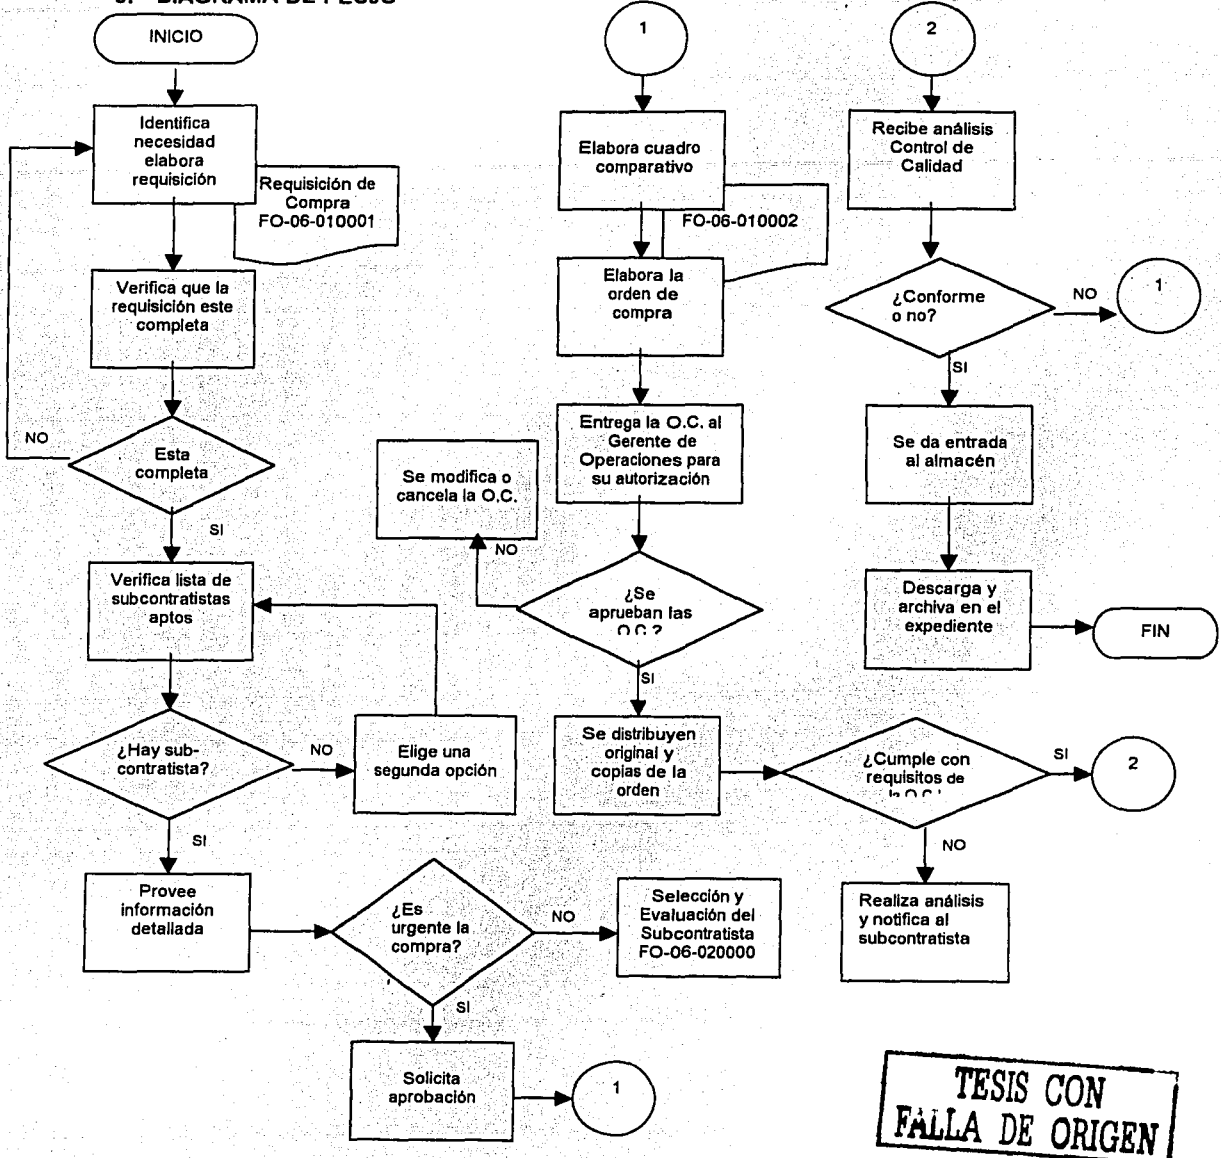 DIAGRAMA DE FLUJO
INICIO
Identifica
necesidad
elabora
requisición
Requisición de
Compra
FO-06-010001
Verifica que la
requisición este
completa
NO
Esta
completa
SI
Verifica lista de
subcontratistas
aptos
¿Hay sub-
contratista?
NO
Elige una
segunda opción
SI
Provee
información
detallada
¿Es
urgente la
compra?
NO
Selección y
Evaluación del
Subcontratista
FO-06-020000
SI
Solicita
aprobación
1
1
Elabora cuadro
comparativo
FO-06-010002
Elabora la
orden de
compra
Entrega la O.C. al
Gerente de
Operaciones para
su autorización
Se modifica o
cancela la O.C.
NO
¿Se
aprueban las
O.C.?
SI
Se distribuyen
original y
copias de la
orden
¿Cumple con
requisitos de
la O.C.
SI
2
NO
Realiza análisis
y notifica al
subcontratista
2
Recibe análisis
Control de
Calidad
¿Conforme
o no?
NO
1
SI
Se da entrada
al almacén
Descarga y
archiva en el
expediente
FIN
TESIS CON
FALLA DE ORIGEN